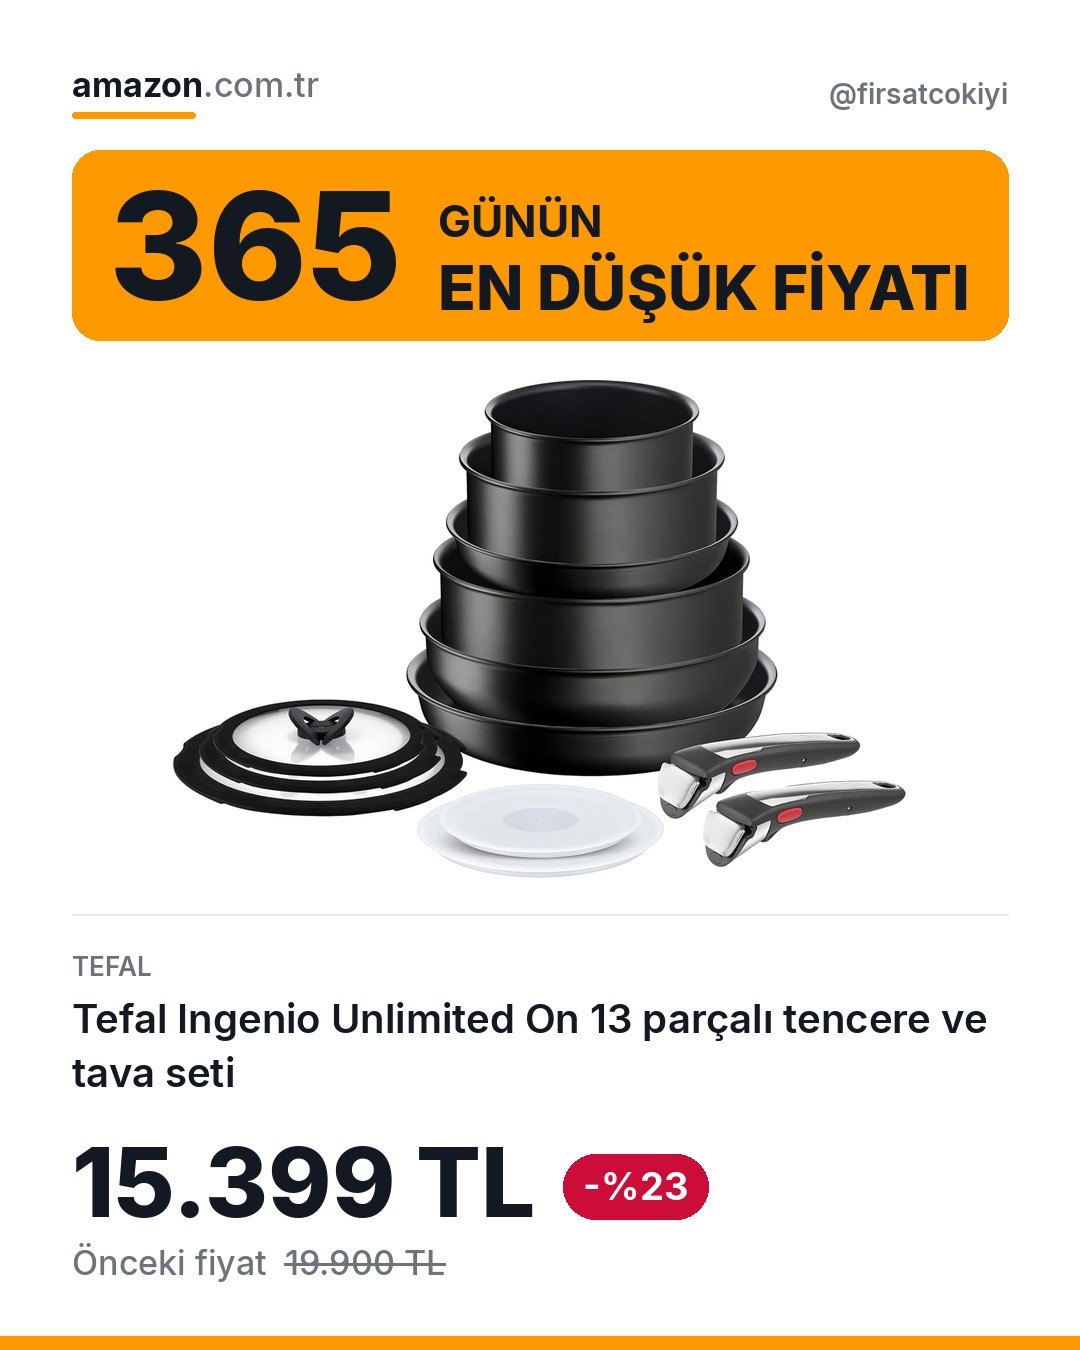 amazon.com.tr
@firsatcokiyi
365
GÜNÜN
EN DÜŞÜK FİYATI
TEFAL
Tefal Ingenio Unlimited On 13 parçalı tencere ve
tava seti
15.399 TL
-%23
Önceki fiyat 19.900 TL